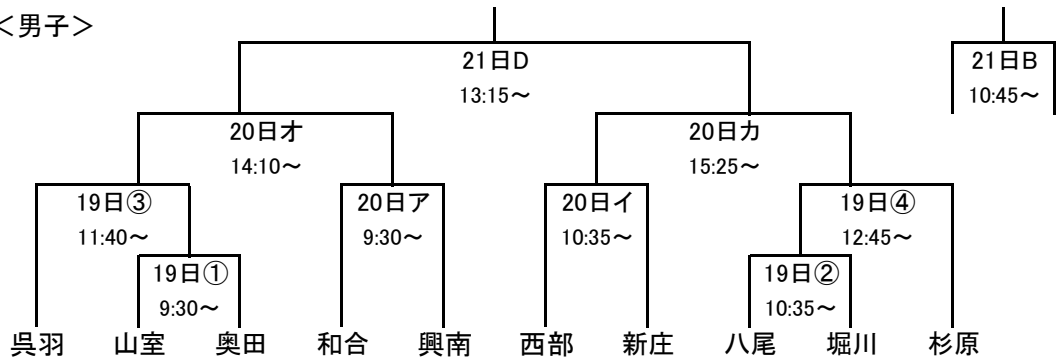 <男子>
21日D
13:15~
21日B
10:45~
20日オ
14:10~
20日カ
15:25~
19日③
11:40~
20日ア
9:30~
20日イ
10:35~
19日④
12:45~
19日①
9:30~
19日②
10:35~
呉羽 山室 奥田 和合 興南 西部 新庄 八尾 堀川 杉原